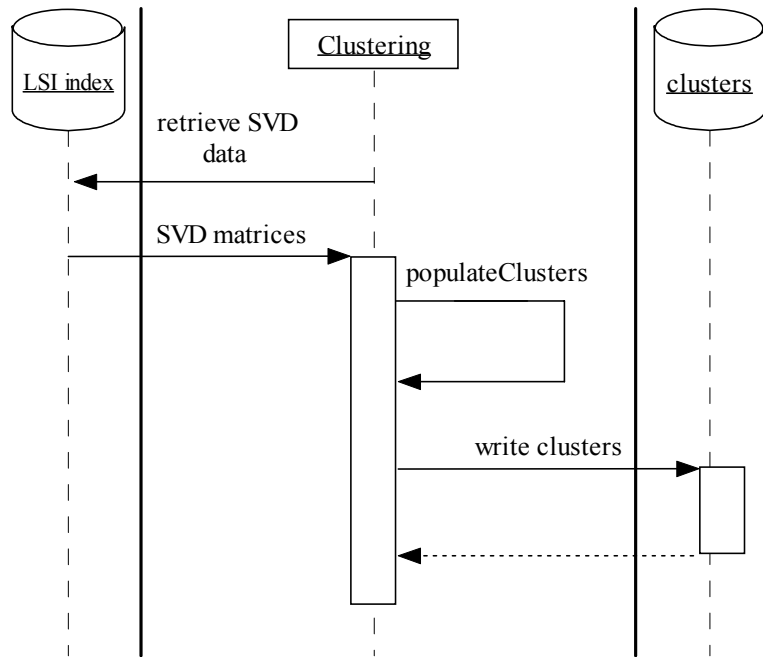 LSI index
Clustering
clusters
retrieve SVD
data
SVD matrices
populateClusters
write clusters